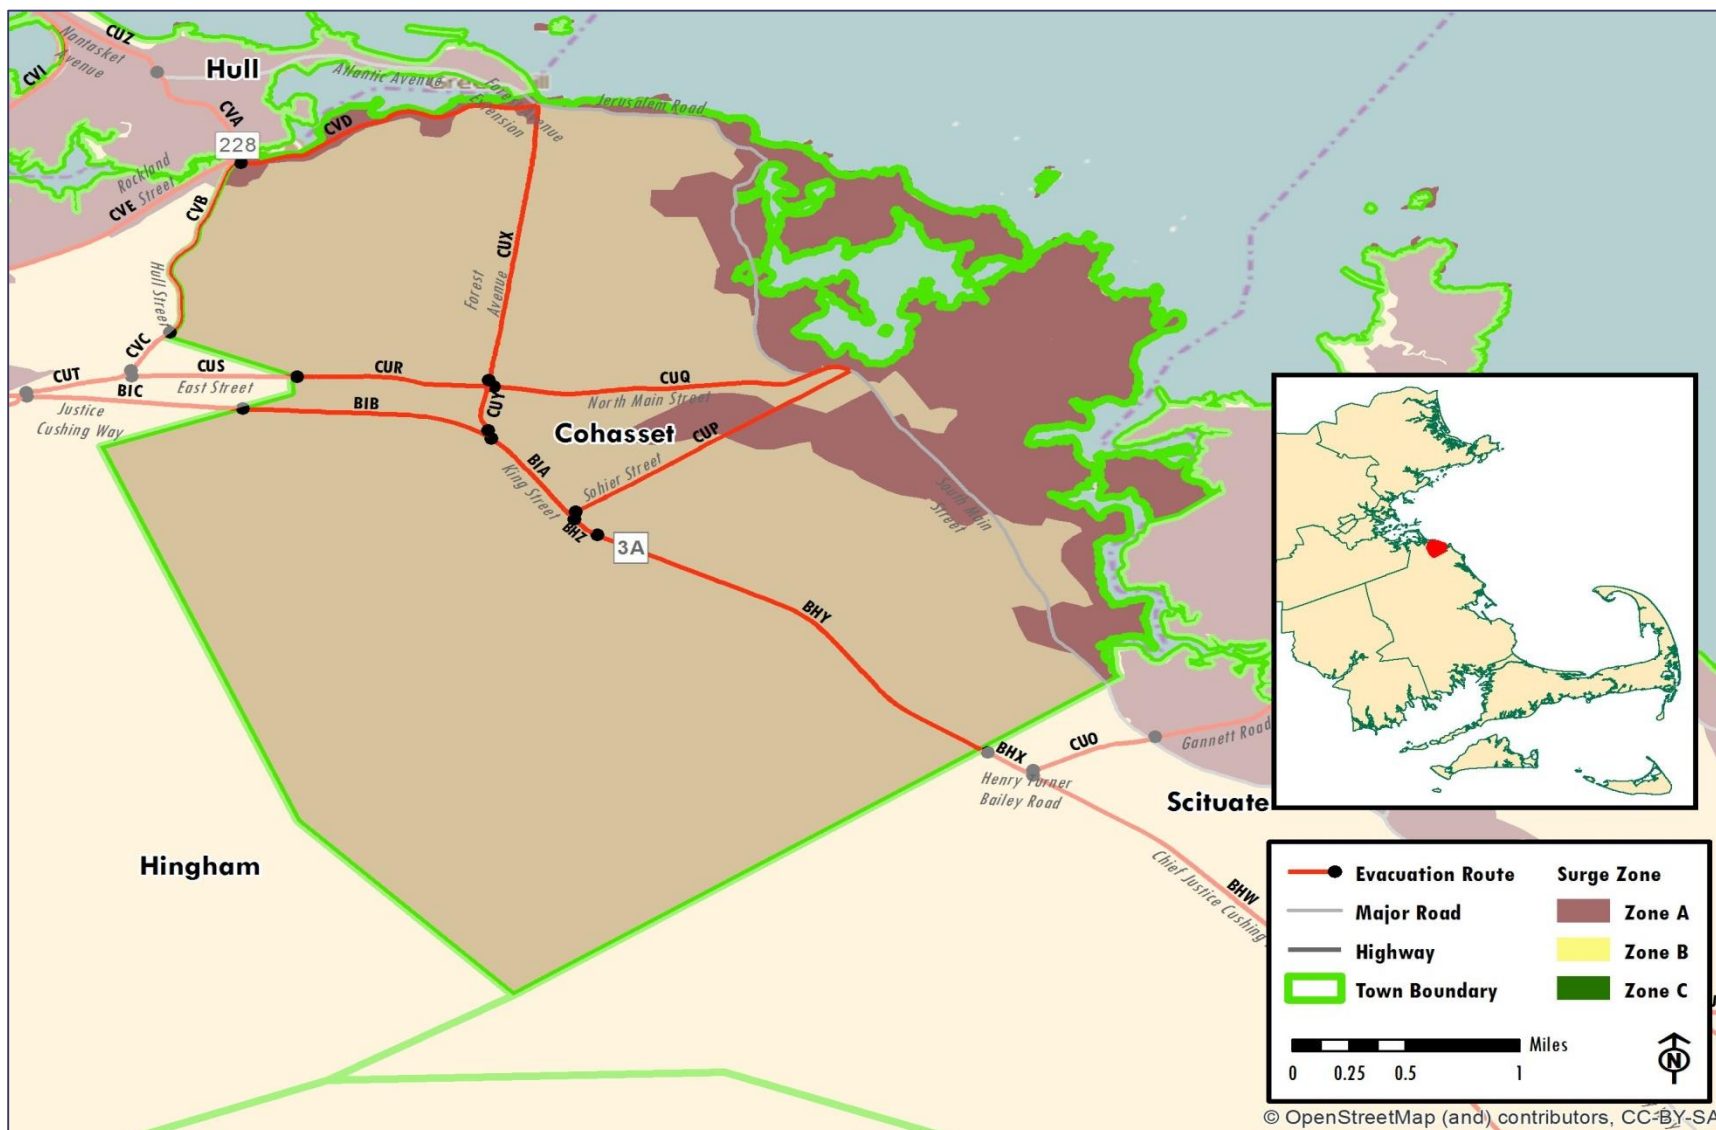 CUZ
Nantasket
Avenue
CVI
Hull
Atlantic Avenue
Forest Avenue
Extension
Jerusalem Road
CVA
CVD
228
Rockland
Street
CVE
CVB
CUX
Forest
Avenue
Hull Street
CVC
CUS
CUR
CUT
BIC
East Street
CUQ
North Main Street
CUY
Justice
Cushing Way
BIB
Cohasset
CUP
BIA
King Street
Sohier Street
South Main
Street
BHZ
3A
BHY
BHX
CUO
Gannett Road
Henry Turner
Bailey Road
Scituate
Hingham
Chief Justice Cushing
BHW
Evacuation Route
Major Road
Highway
Town Boundary
Surge Zone
Zone A
Zone B
Zone C
Miles
0 0.25 0.5 1
N
© OpenStreetMap (and) contributors, CC-BY-SA